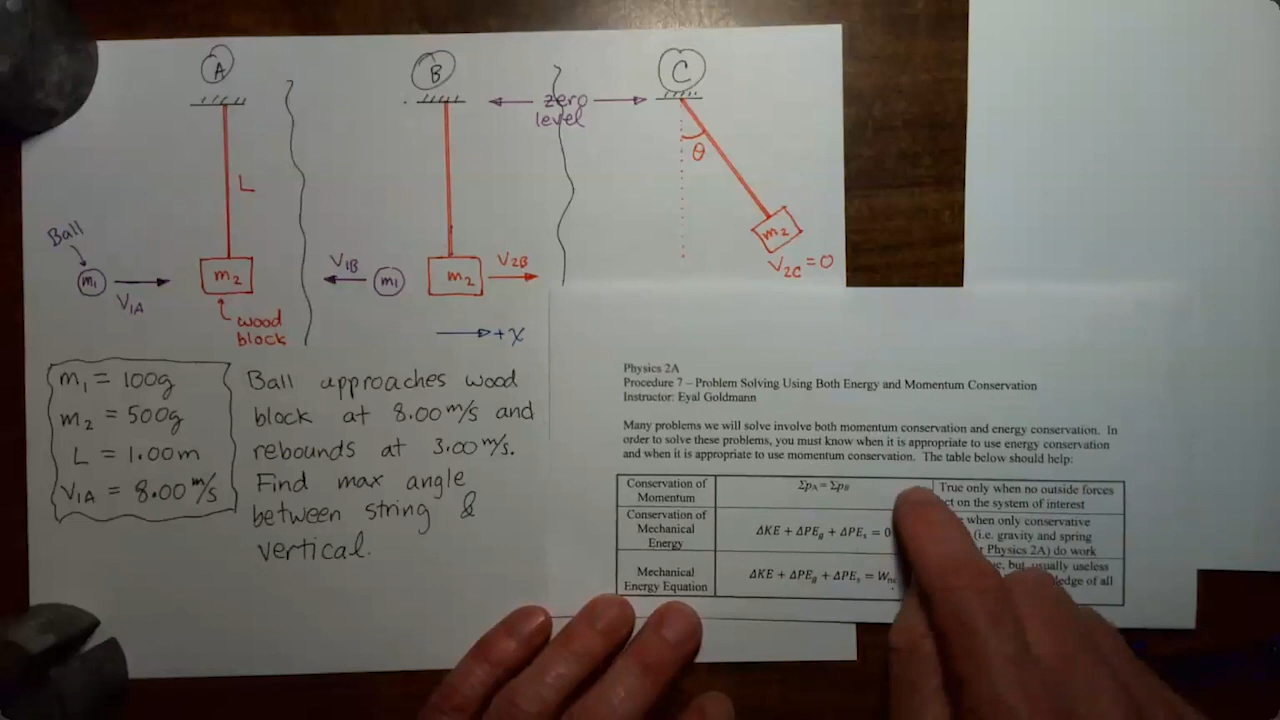 A
B
C
zero
level
θ
L
Ball
m₁
V1A
m₂
wood
block
V1B
m₁
m₂
V2B
+x
m₂
V2C = 0
m₁ = 100g
m₂ = 500g
L = 1.00m
V1A = 8.00 m/s
Ball approaches wood
block at 8.00 m/s and
rebounds at 3.00 m/s.
Find max angle
between string &
vertical.
Physics 2A
Procedure 7 – Problem Solving Using Both Energy and Momentum Conservation
Instructor: Eyal Goldmann
Many problems we will solve involve both momentum conservation and energy conservation. In
order to solve these problems, you must know when it is appropriate to use energy conservation
and when it is appropriate to use momentum conservation. The table below should help:
Conservation of
Momentum
ΣpA = ΣpB
True only when no outside forces
on the system of interest
Conservation of
Mechanical
Energy
ΔKE + ΔPEg + ΔPEs = 0
when only conservative
(i.e. gravity and spring
Physics 2A) do work
Mechanical
Energy Equation
ΔKE + ΔPEg + ΔPEs = Wnc
but usually useless
of all